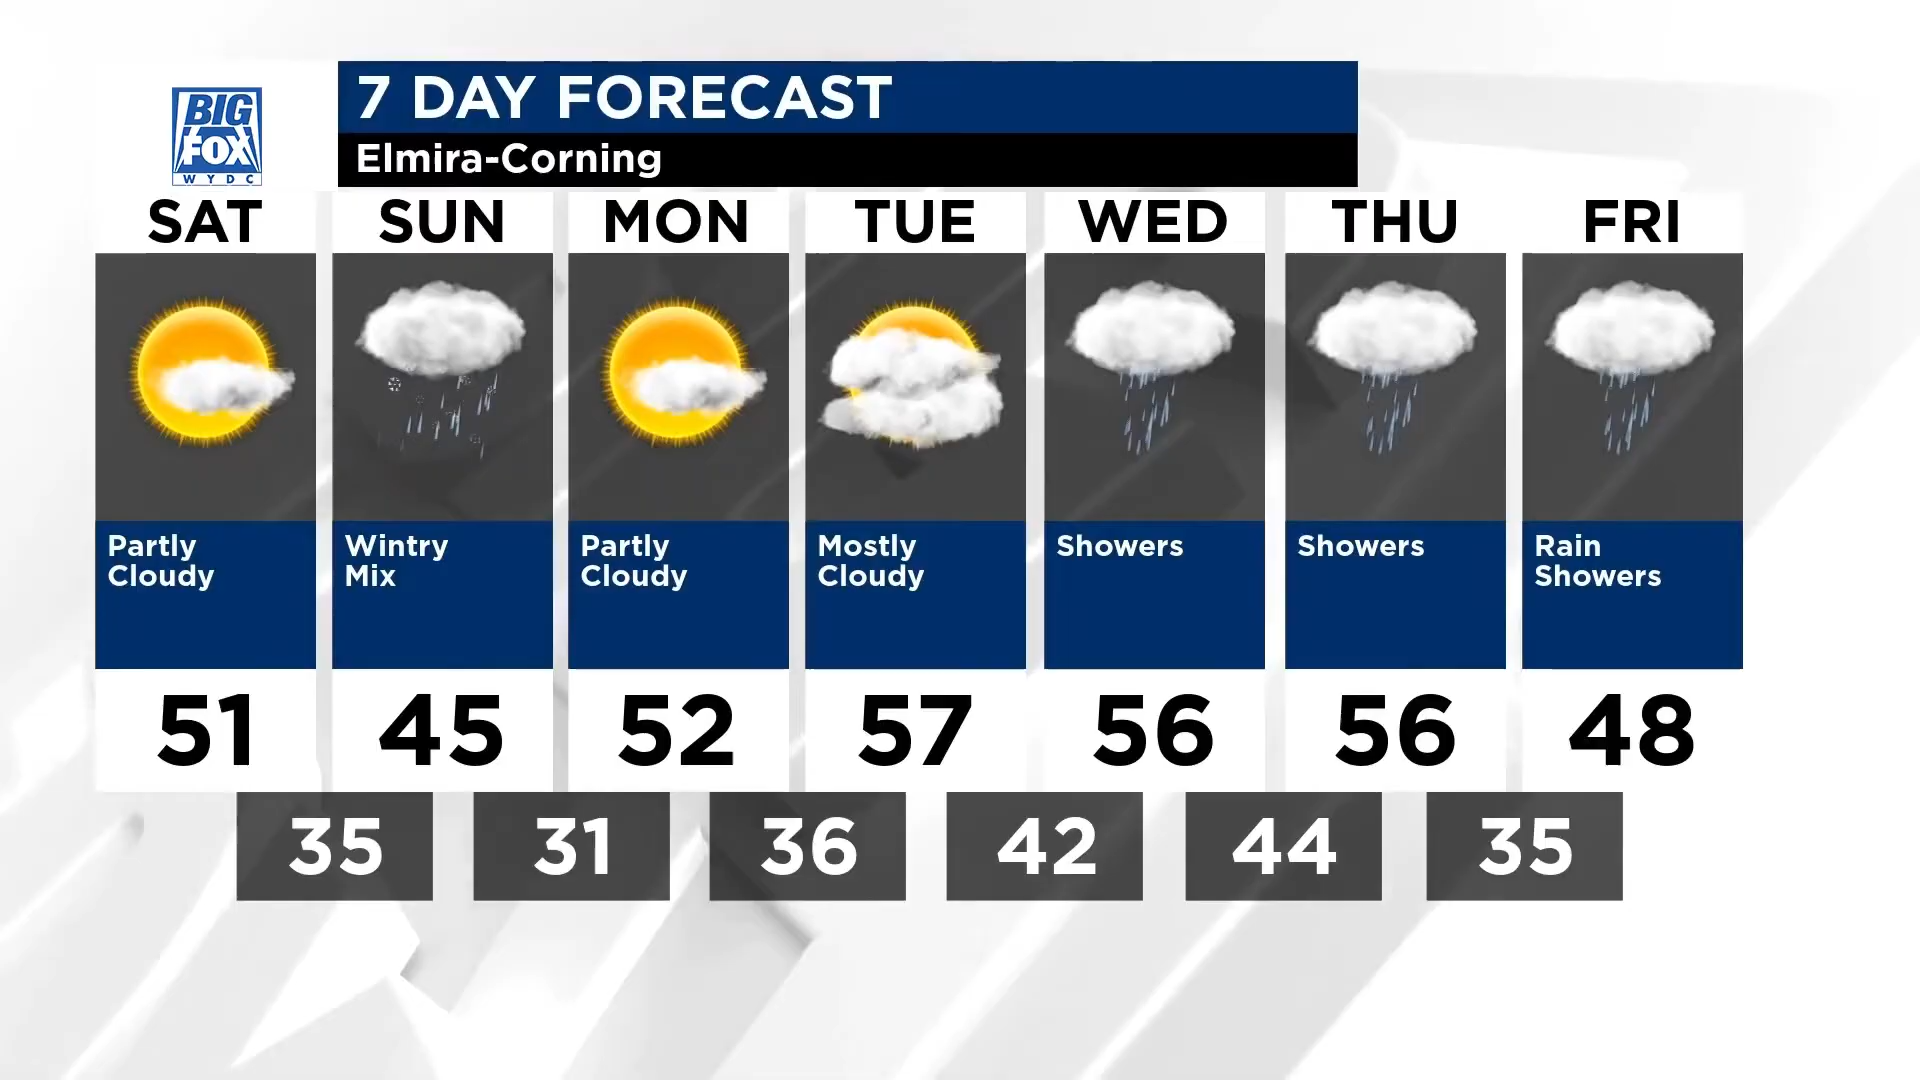 BIG
FOX
WYDC
7 DAY FORECAST
Elmira-Corning
SAT
SUN
MON
TUE
WED
THU
FRI
Partly
Cloudy
Wintry
Mix
Partly
Cloudy
Mostly
Cloudy
Showers
Showers
Rain
Showers
51
45
52
57
56
56
48
35
31
36
42
44
35